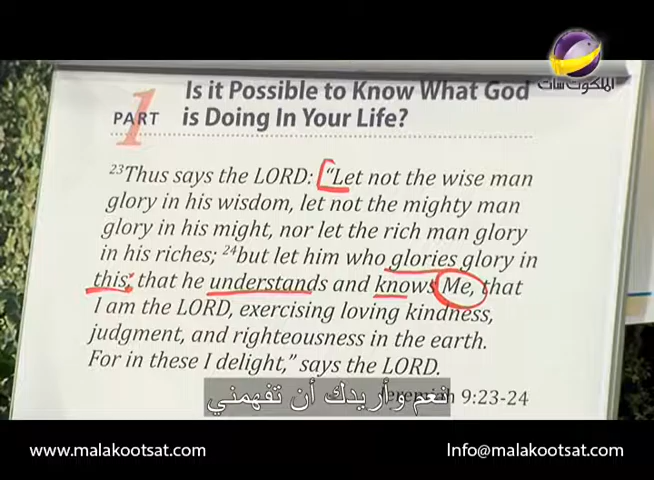 الملكوت سات
1
PART
Is it Possible to Know What God
is Doing In Your Life?
23Thus says the LORD: “Let not the wise man
glory in his wisdom, let not the mighty man
glory in his might, nor let the rich man glory
in his riches; 24but let him who glories glory in
this: that he understands and knows Me, that
I am the LORD, exercising loving kindness,
judgment, and righteousness in the earth.
For in these I delight,” says the LORD.
Jeremiah 9:23-24
نعم وأريدك أن تفهمني
www.malakootsat.com
Info@malakootsat.com